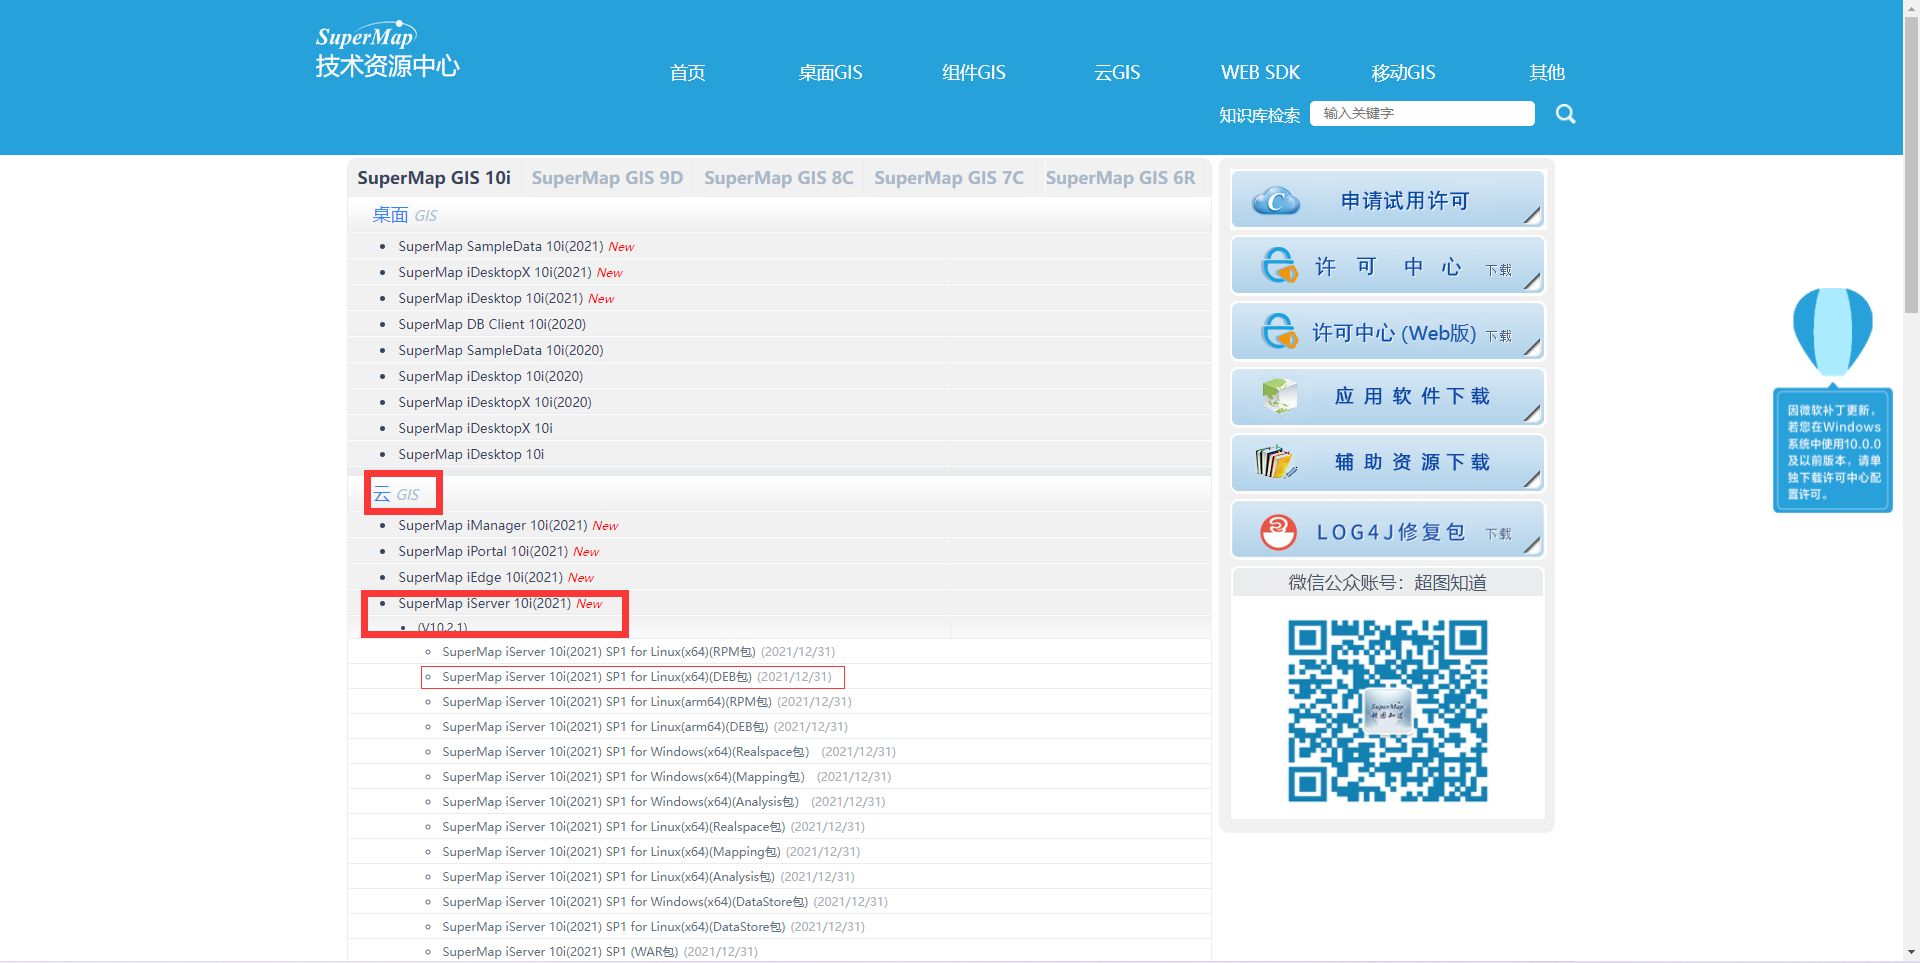 SuperMap
技术资源中心
首页 桌面GIS 组件GIS 云GIS WEB SDK 移动GIS 其他
知识库检索 输入关键字
SuperMap GIS 10i SuperMap GIS 9D SuperMap GIS 8C SuperMap GIS 7C SuperMap GIS 6R
桌面 GIS
SuperMap SampleData 10i(2021) New
SuperMap iDesktopX 10i(2021) New
SuperMap iDesktop 10i(2021) New
SuperMap DB Client 10i(2020)
SuperMap SampleData 10i(2020)
SuperMap iDesktop 10i(2020)
SuperMap iDesktopX 10i(2020)
SuperMap iDesktopX 10i
SuperMap iDesktop 10i
云 GIS
SuperMap iManager 10i(2021) New
SuperMap iPortal 10i(2021) New
SuperMap iEdge 10i(2021) New
SuperMap iServer 10i(2021) New
(V10.2.1)
SuperMap iServer 10i(2021) SP1 for Linux(x64)(RPM包) (2021/12/31)
SuperMap iServer 10i(2021) SP1 for Linux(x64)(DEB包) (2021/12/31)
SuperMap iServer 10i(2021) SP1 for Linux(arm64)(RPM包) (2021/12/31)
SuperMap iServer 10i(2021) SP1 for Linux(arm64)(DEB包) (2021/12/31)
SuperMap iServer 10i(2021) SP1 for Windows(x64)(Realspace包) (2021/12/31)
SuperMap iServer 10i(2021) SP1 for Windows(x64)(Mapping包) (2021/12/31)
SuperMap iServer 10i(2021) SP1 for Windows(x64)(Analysis包) (2021/12/31)
SuperMap iServer 10i(2021) SP1 for Linux(x64)(Realspace包) (2021/12/31)
SuperMap iServer 10i(2021) SP1 for Linux(x64)(Mapping包) (2021/12/31)
SuperMap iServer 10i(2021) SP1 for Linux(x64)(Analysis包) (2021/12/31)
SuperMap iServer 10i(2021) SP1 for Windows(x64)(DataStore包) (2021/12/31)
SuperMap iServer 10i(2021) SP1 for Linux(x64)(DataStore包) (2021/12/31)
SuperMap iServer 10i(2021) SP1 (WAR包) (2021/12/31)
申请试用许可
许可中心 下载
许可中心 (Web版) 下载
应用软件下载
辅助资源下载
LOG4J修复包 下载
微信公众账号：超图知道
SuperMap
超图知道
因微软补丁更新，
若您在Windows
系统中使用10.0.0
及以前版本，请单
独下载许可中心配
置许可。